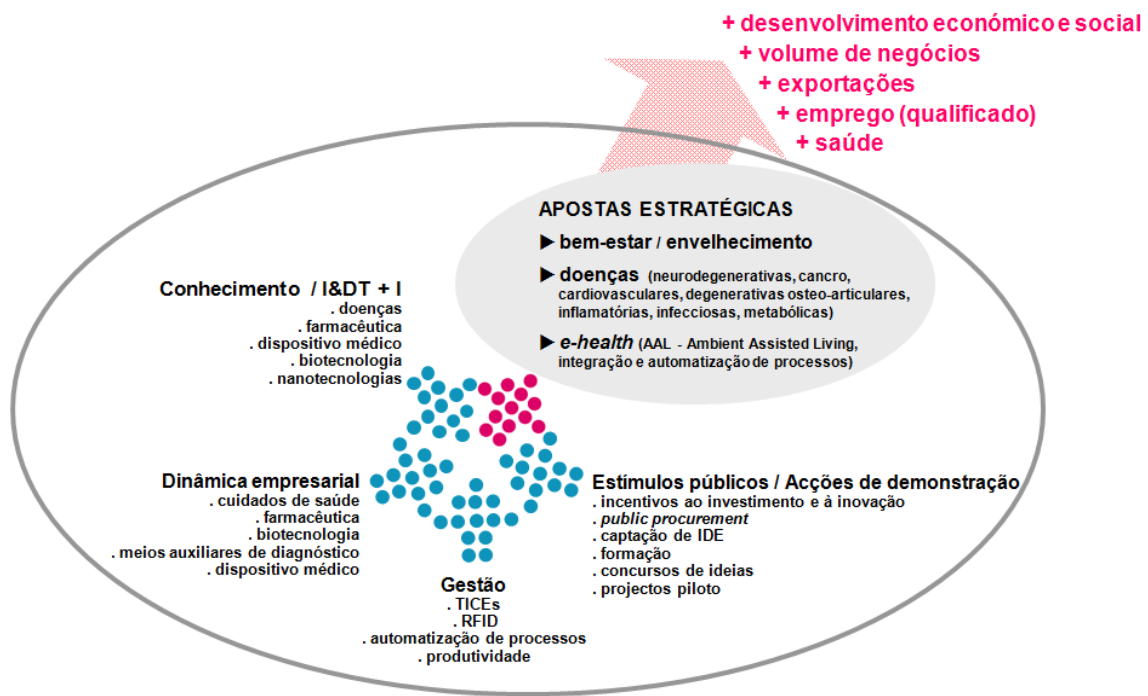 + desenvolvimento económico e social
+ volume de negócios
+ exportações
+ emprego (qualificado)
+ saúde
APOSTAS ESTRATÉGICAS
► bem-estar / envelhecimento
► doenças (neurodegenerativas, cancro,
cardiovasculares, degenerativas osteo-articulares,
inflamatórias, infecciosas, metabólicas)
► e-health (AAL - Ambient Assisted Living,
integração e automatização de processos)
Conhecimento / I&DT + I
. doenças
. farmacêutica
. dispositivo médico
. biotecnologia
. nanotecnologias
Dinâmica empresarial
. cuidados de saúde
. farmacêutica
. biotecnologia
. meios auxiliares de diagnóstico
. dispositivo médico
Estímulos públicos / Acções de demonstração
. incentivos ao investimento e à inovação
. public procurement
. captação de IDE
. formação
. concursos de ideias
. projectos piloto
Gestão
. TICEs
. RFID
. automatização de processos
. produtividade